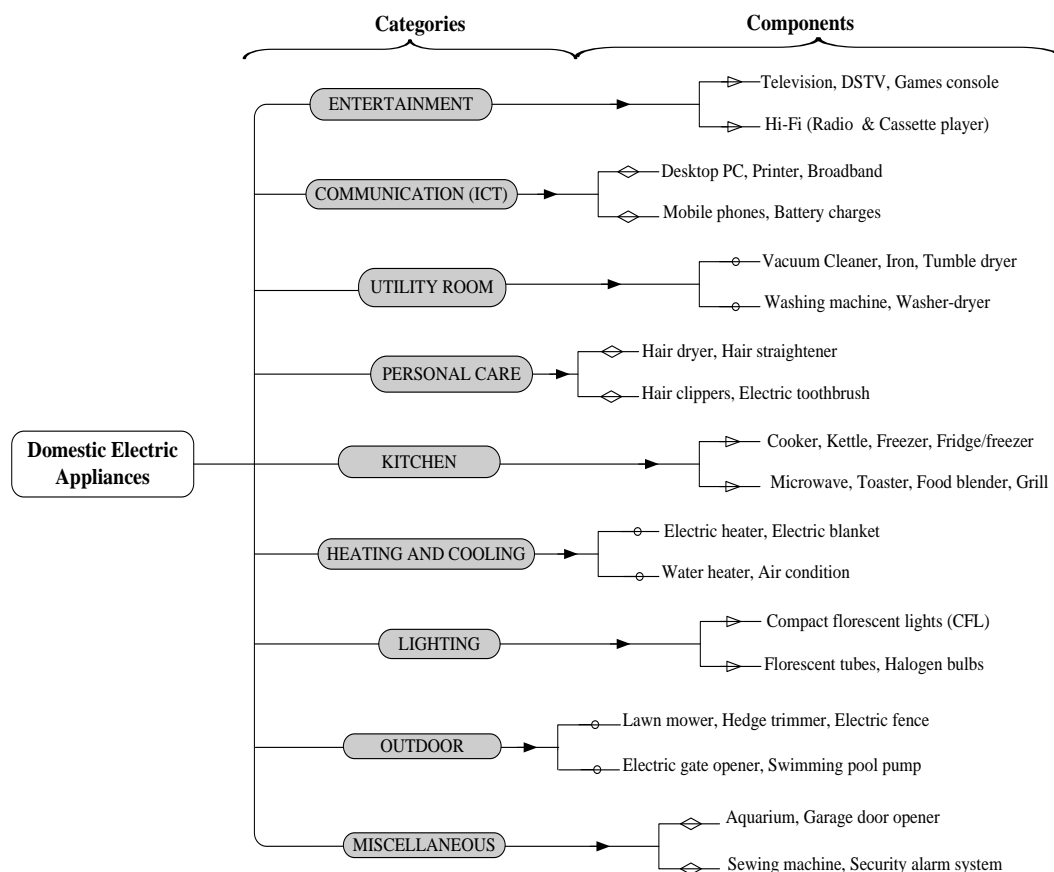 Categories
Components
ENTERTAINMENT
Television, DSTV, Games console
Hi-Fi (Radio & Cassette player)
COMMUNICATION (ICT)
Desktop PC, Printer, Broadband
Mobile phones, Battery charges
UTILITY ROOM
Vacuum Cleaner, Iron, Tumble dryer
Washing machine, Washer-dryer
PERSONAL CARE
Hair dryer, Hair straightener
Hair clippers, Electric toothbrush
Domestic Electric
Appliances
KITCHEN
Cooker, Kettle, Freezer, Fridge/freezer
Microwave, Toaster, Food blender, Grill
HEATING AND COOLING
Electric heater, Electric blanket
Water heater, Air condition
LIGHTING
Compact florescent lights (CFL)
Florescent tubes, Halogen bulbs
OUTDOOR
Lawn mower, Hedge trimmer, Electric fence
Electric gate opener, Swimming pool pump
MISCELLANEOUS
Aquarium, Garage door opener
Sewing machine, Security alarm system